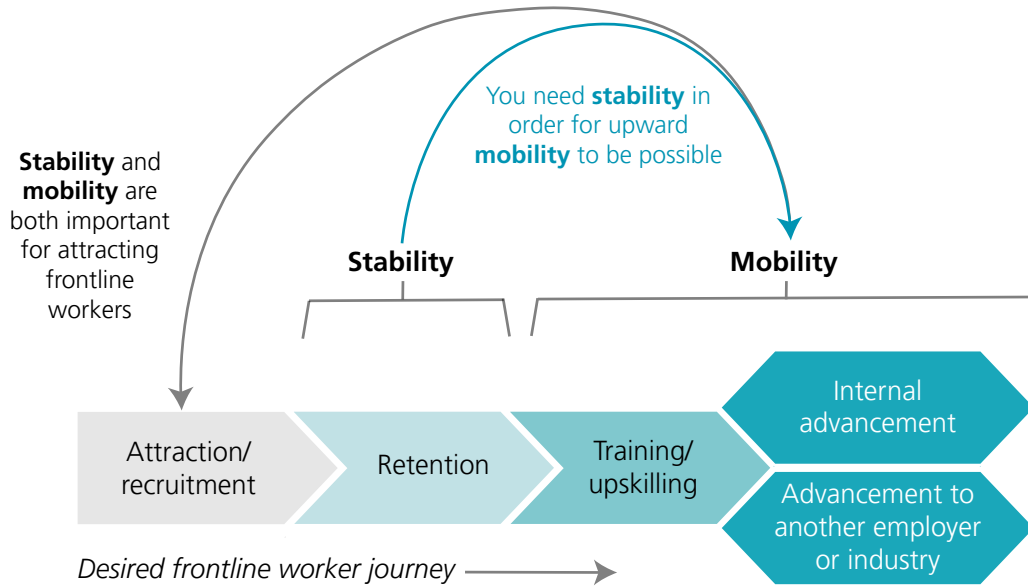 You need stability in
order for upward
mobility to be possible
Stability and
mobility are
both important
for attracting
frontline
workers
Stability
Mobility
Attraction/
recruitment
Retention
Training/
upskilling
Internal
advancement
Advancement to
another employer
or industry
Desired frontline worker journey